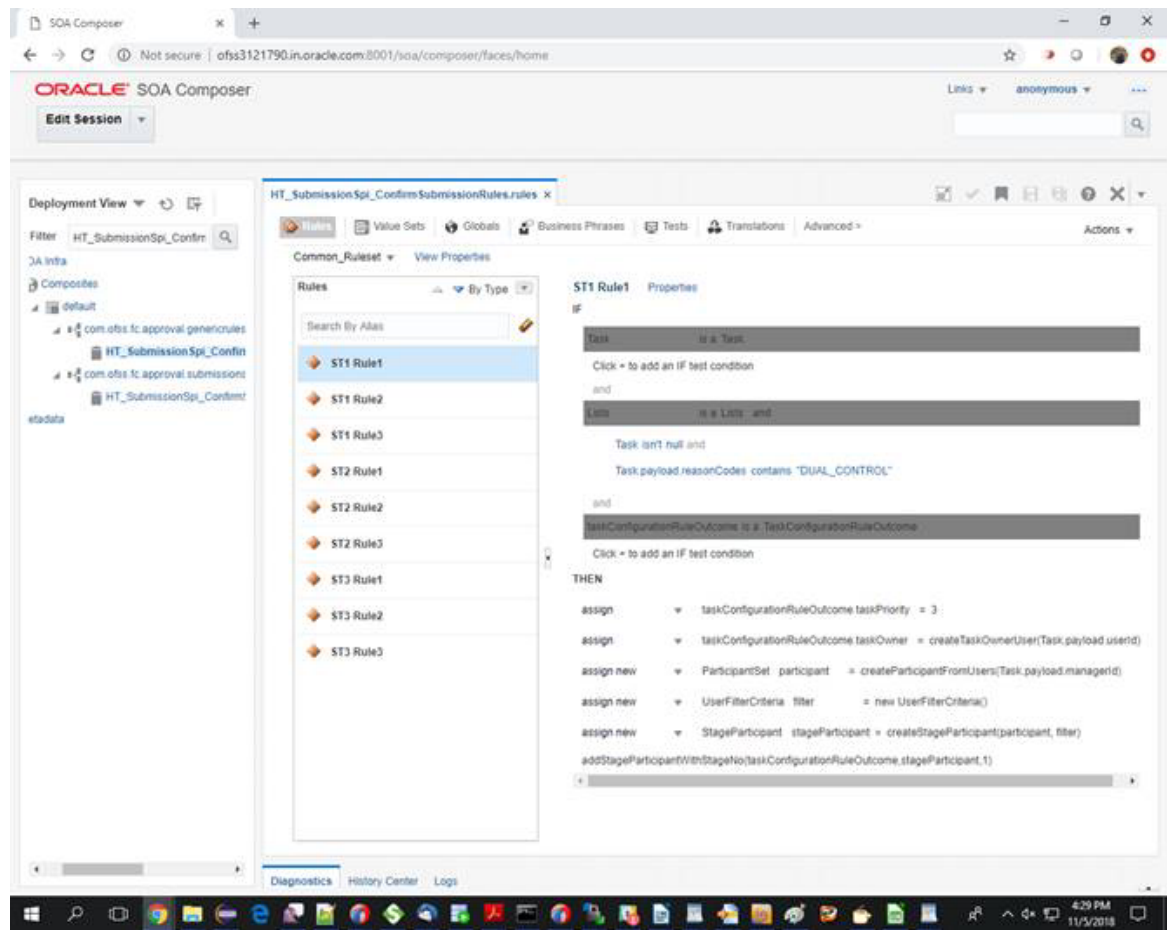 SOA Composer
Not secure | ofss3121790.in.oracle.com:8001/soa/composer/faces/home
ORACLE SOA Composer
Links anonymous
Edit Session
Deployment View
Filter HT_SubmissionSpi_Confirm
OA Infra
Composites
default
com.ofss.fc.approval.genericrules
HT_SubmissionSpi_Confirm
com.ofss.fc.approval.submissions
HT_SubmissionSpi_Confirm
etadata
HT_SubmissionSpi_ConfirmSubmissionRules.rules
Rules Value Sets Globals Business Phrases Tests Translations Advanced > Actions
Common_Ruleset View Properties
Rules By Type
Search By Alias
ST1 Rule1
ST1 Rule2
ST1 Rule3
ST2 Rule1
ST2 Rule2
ST2 Rule3
ST3 Rule1
ST3 Rule2
ST3 Rule3
ST1 Rule1 Properties
IF
Task is a Task
Click + to add an IF test condition
and
Lists is a Lists and
Task isn't null and
Task.payload.reasonCodes contains "DUAL_CONTROL"
and
taskConfigurationRuleOutcome is a TaskConfigurationRuleOutcome
Click + to add an IF test condition
THEN
assign taskConfigurationRuleOutcome.taskPriority = 3
assign taskConfigurationRuleOutcome.taskOwner = createTaskOwnerUser(Task.payload.userId)
assign new ParticipantSet participant = createParticipantFromUsers(Task.payload.managerId)
assign new UserFilterCriteria filter = new UserFilterCriteria()
assign new StageParticipant stageParticipant = createStageParticipant(participant, filter)
addStageParticipantWithStageNo(taskConfigurationRuleOutcome,stageParticipant,1)
Diagnostics History Center Logs
4:29 PM
11/5/2018